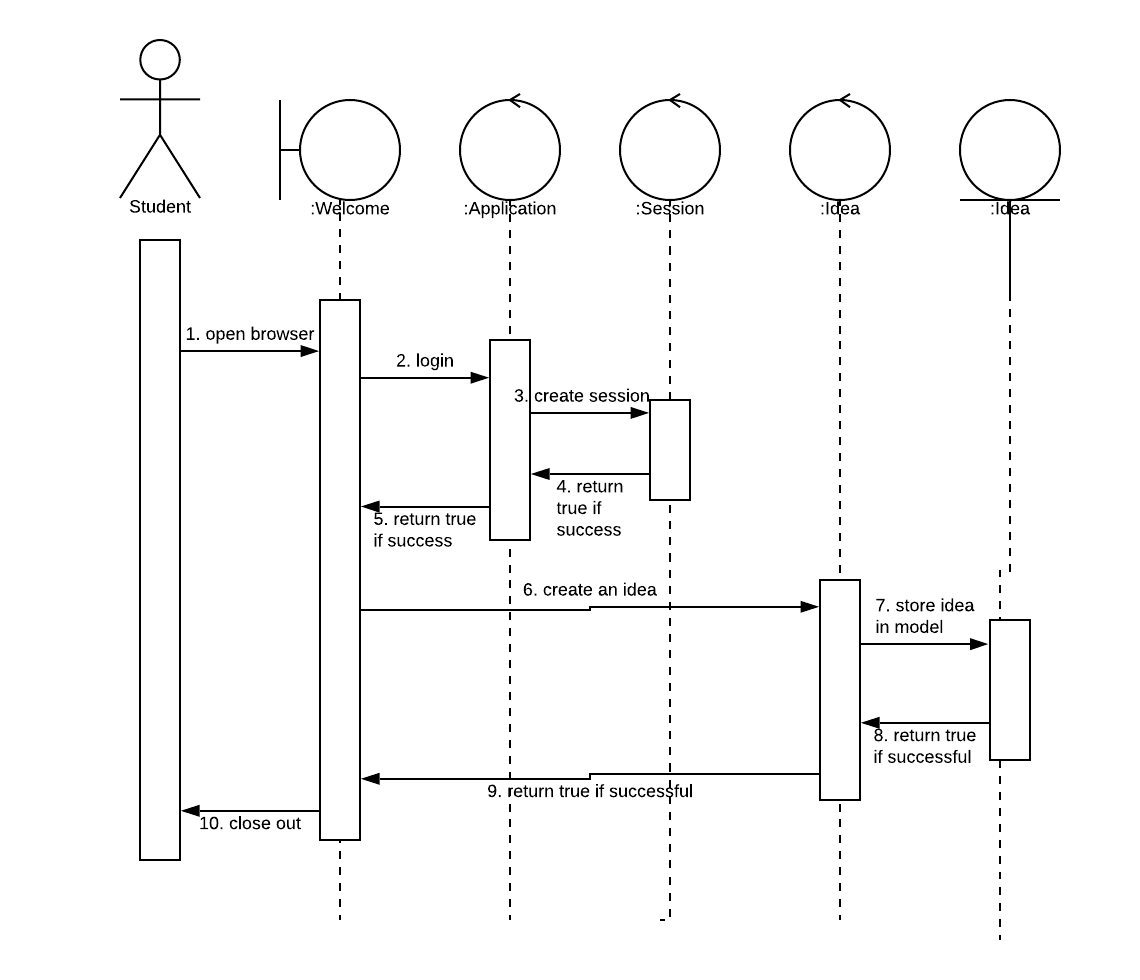 Student
:Welcome
:Application
:Session
:Idea
:Idea
1. open browser
2. login
3. create session
4. return
true if
success
5. return true
if success
6. create an idea
7. store idea
in model
8. return true
if successful
9. return true if successful
10. close out